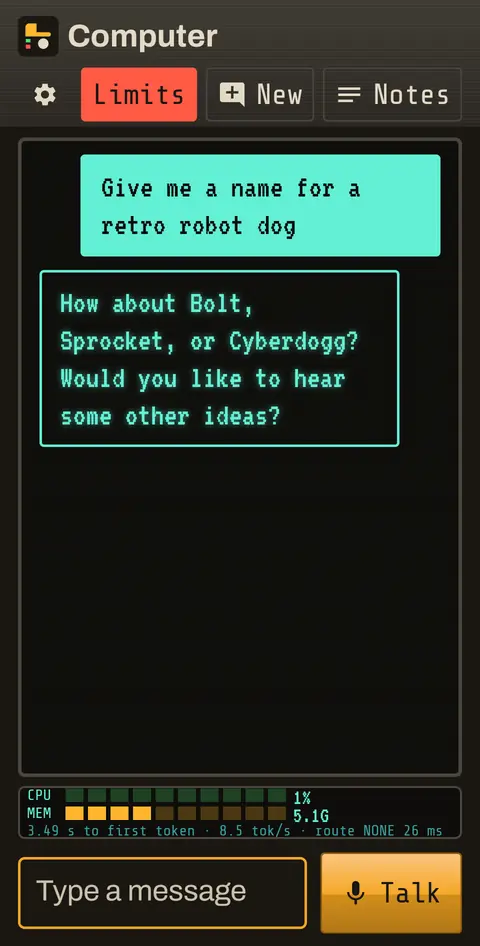 Computer
Limits
New
Notes
Give me a name for a
retro robot dog
How about Bolt,
Sprocket, or Cyberdogg?
Would you like to hear
some other ideas?
CPU 1%
MEM 5.1G
3.49 s to first token · 8.5 tok/s · route NONE 26 ms
Type a message
Talk